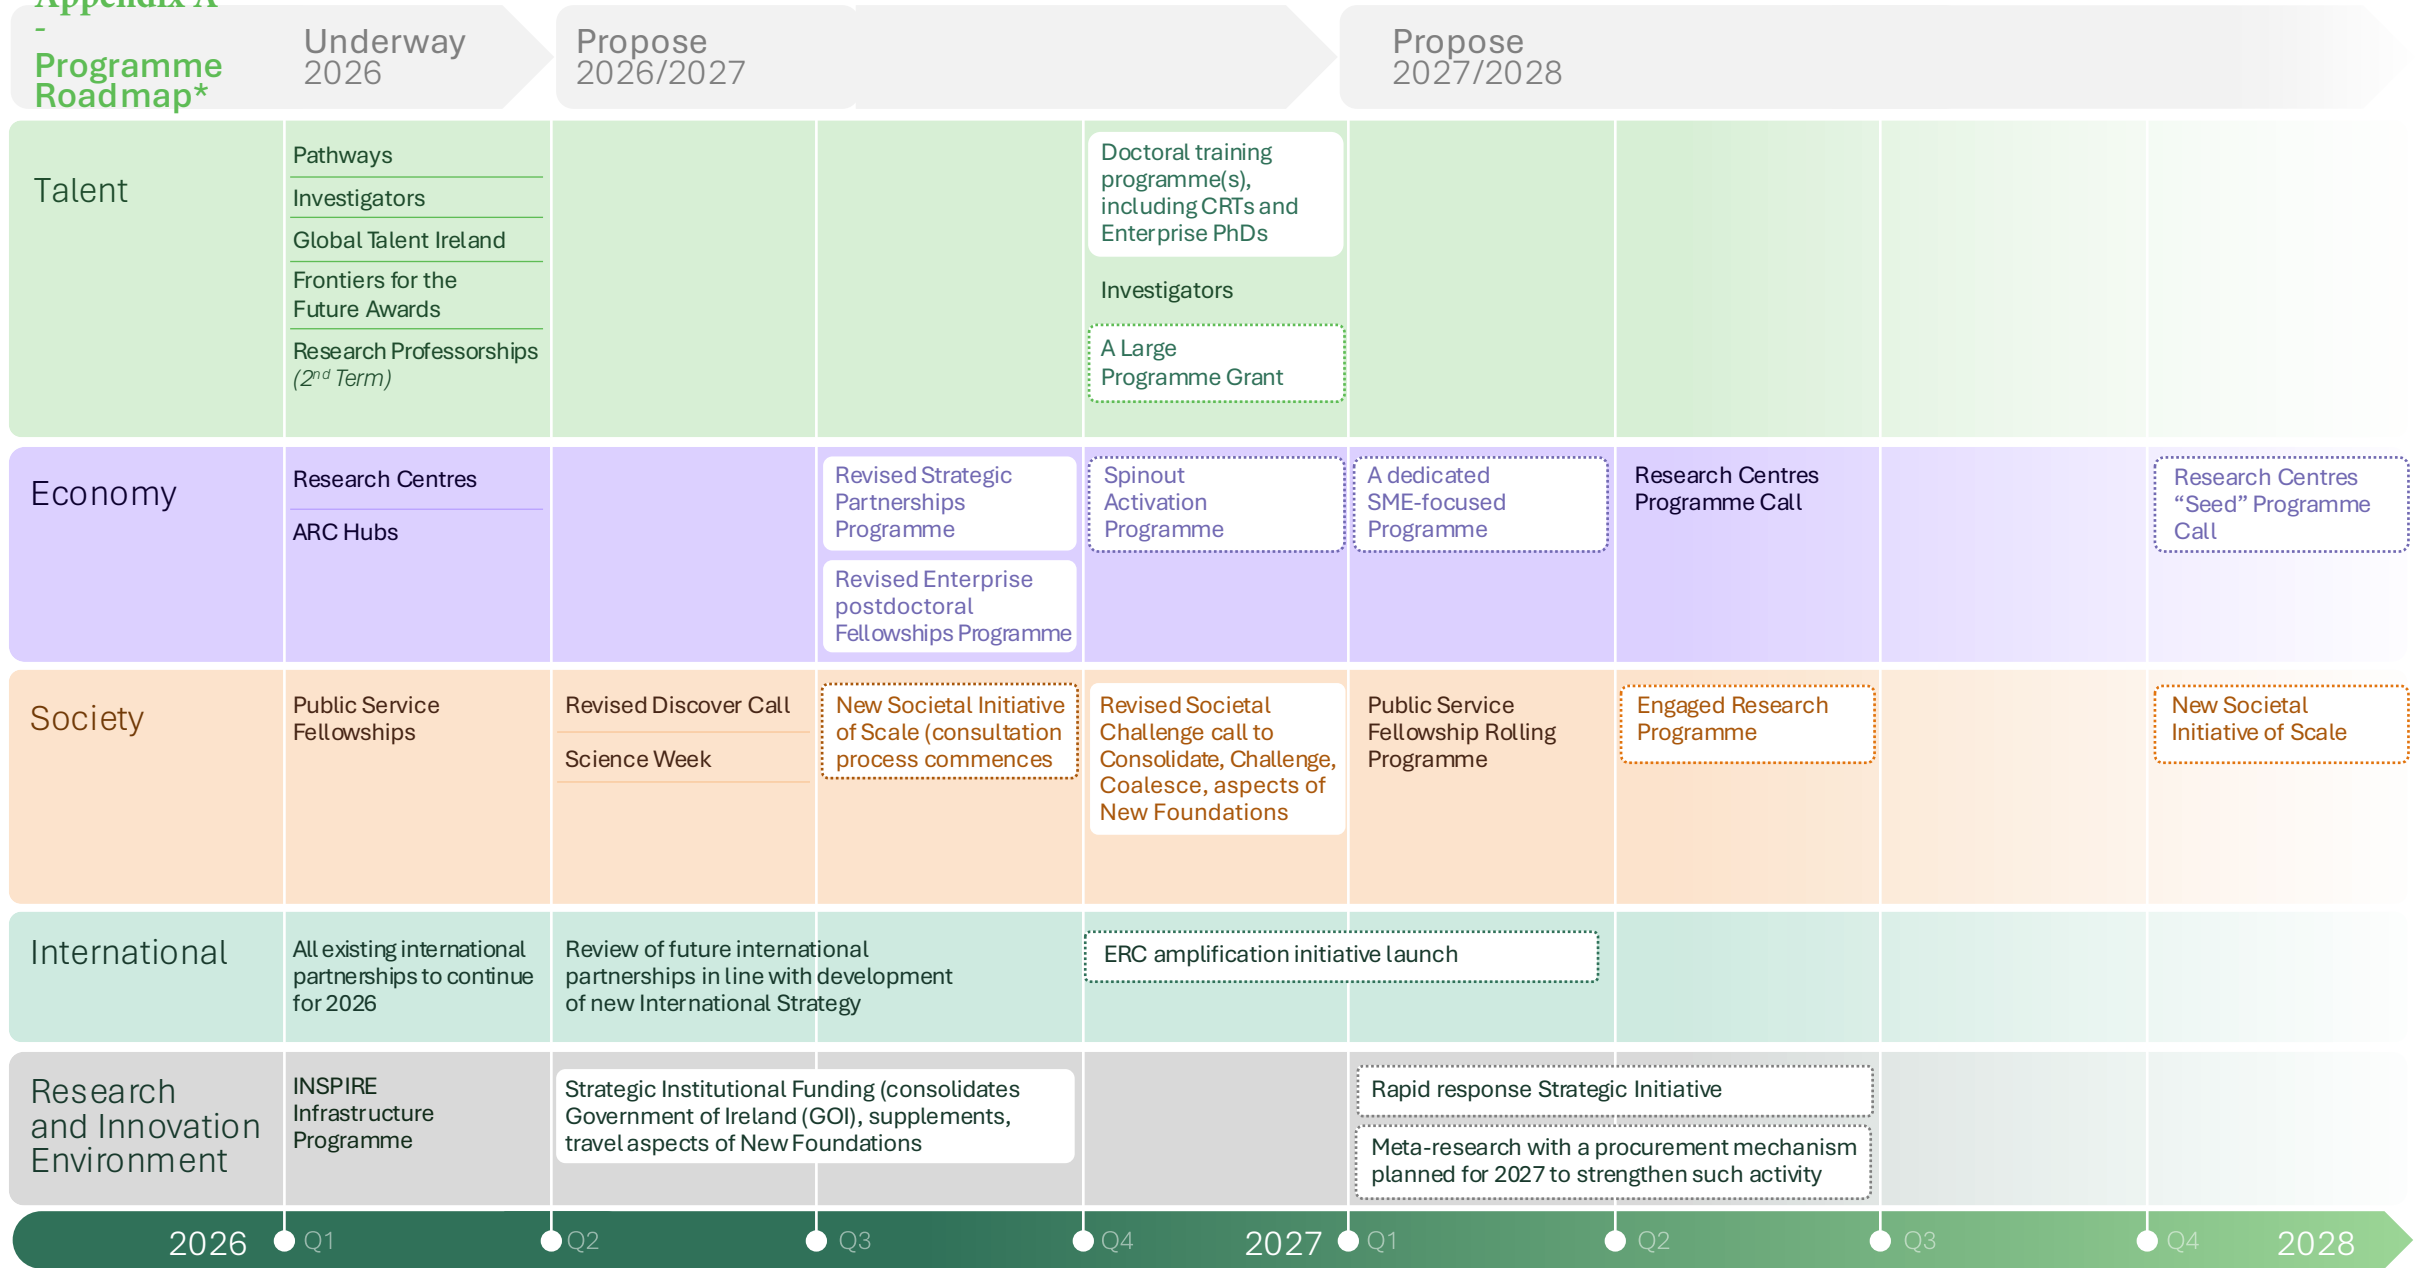 Appendix A
-
Programme
Roadmap*
Underway
2026
Propose
2026/2027
Propose
2027/2028
Talent
Pathways
Investigators
Global Talent Ireland
Frontiers for the
Future Awards
Research Professorships
(2nd Term)
Doctoral training
programme(s),
including CRTs and
Enterprise PhDs
Investigators
A Large
Programme Grant
Economy
Research Centres
ARC Hubs
Revised Strategic
Partnerships
Programme
Revised Enterprise
postdoctoral
Fellowships Programme
Spinout
Activation
Programme
A dedicated
SME-focused
Programme
Research Centres
Programme Call
Research Centres
“Seed” Programme
Call
Society
Public Service
Fellowships
Revised Discover Call
Science Week
New Societal Initiative
of Scale (consultation
process commences
Revised Societal
Challenge call to
Consolidate, Challenge,
Coalesce, aspects of
New Foundations
Public Service
Fellowship Rolling
Programme
Engaged Research
Programme
New Societal
Initiative of Scale
International
All existing international
partnerships to continue
for 2026
Review of future international
partnerships in line with development
of new International Strategy
ERC amplification initiative launch
Research
and Innovation
Environment
INSPIRE
Infrastructure
Programme
Strategic Institutional Funding (consolidates
Government of Ireland (GOI), supplements,
travel aspects of New Foundations
Rapid response Strategic Initiative
Meta-research with a procurement mechanism
planned for 2027 to strengthen such activity
2026
Q1
Q2
Q3
Q4
2027
Q1
Q2
Q3
Q4
2028